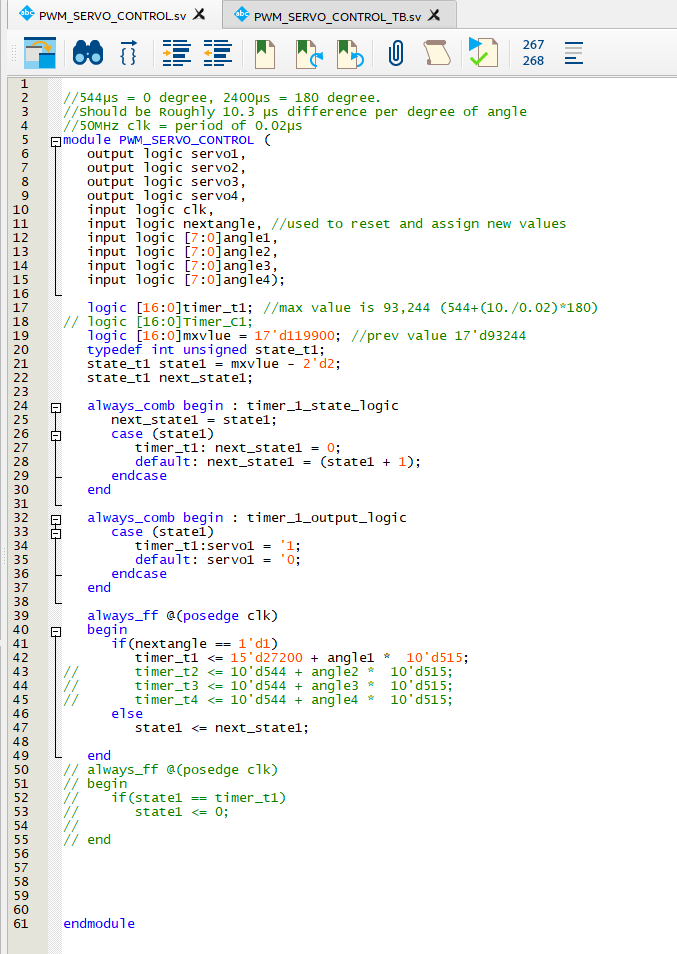 PWM_SERVO_CONTROL.sv PWM_SERVO_CONTROL_TB.sv
267
268
1
2 //544µs = 0 degree, 2400µs = 180 degree.
3 //Should be Roughly 10.3 µs difference per degree of angle
4 //50MHz clk = period of 0.02µs
5 module PWM_SERVO_CONTROL (
6 output logic servo1,
7 output logic servo2,
8 output logic servo3,
9 output logic servo4,
10 input logic clk,
11 input logic nextangle, //used to reset and assign new values
12 input logic [7:0]angle1,
13 input logic [7:0]angle2,
14 input logic [7:0]angle3,
15 input logic [7:0]angle4);
16
17 logic [16:0]timer_t1; //max value is 93,244 (544+(10./0.02)*180)
18 // logic [16:0]Timer_C1;
19 logic [16:0]mxvlue = 17'd119900; //prev value 17'd93244
20 typedef int unsigned state_t1;
21 state_t1 state1 = mxvlue - 2'd2;
22 state_t1 next_state1;
23
24 always_comb begin : timer_1_state_logic
25 next_state1 = state1;
26 case (state1)
27 timer_t1: next_state1 = 0;
28 default: next_state1 = (state1 + 1);
29 endcase
30 end
31
32 always_comb begin : timer_1_output_logic
33 case (state1)
34 timer_t1:servo1 = '1;
35 default: servo1 = '0;
36 endcase
37 end
38
39 always_ff @(posedge clk)
40 begin
41 if(nextangle == 1'd1)
42 timer_t1 <= 15'd27200 + angle1 * 10'd515;
43 // timer_t2 <= 10'd544 + angle2 * 10'd515;
44 // timer_t3 <= 10'd544 + angle3 * 10'd515;
45 // timer_t4 <= 10'd544 + angle4 * 10'd515;
46 else
47 state1 <= next_state1;
48
49 end
50 // always_ff @(posedge clk)
51 // begin
52 // if(state1 == timer_t1)
53 // state1 <= 0;
54 //
55 // end
56
57
58
59
60
61 endmodule